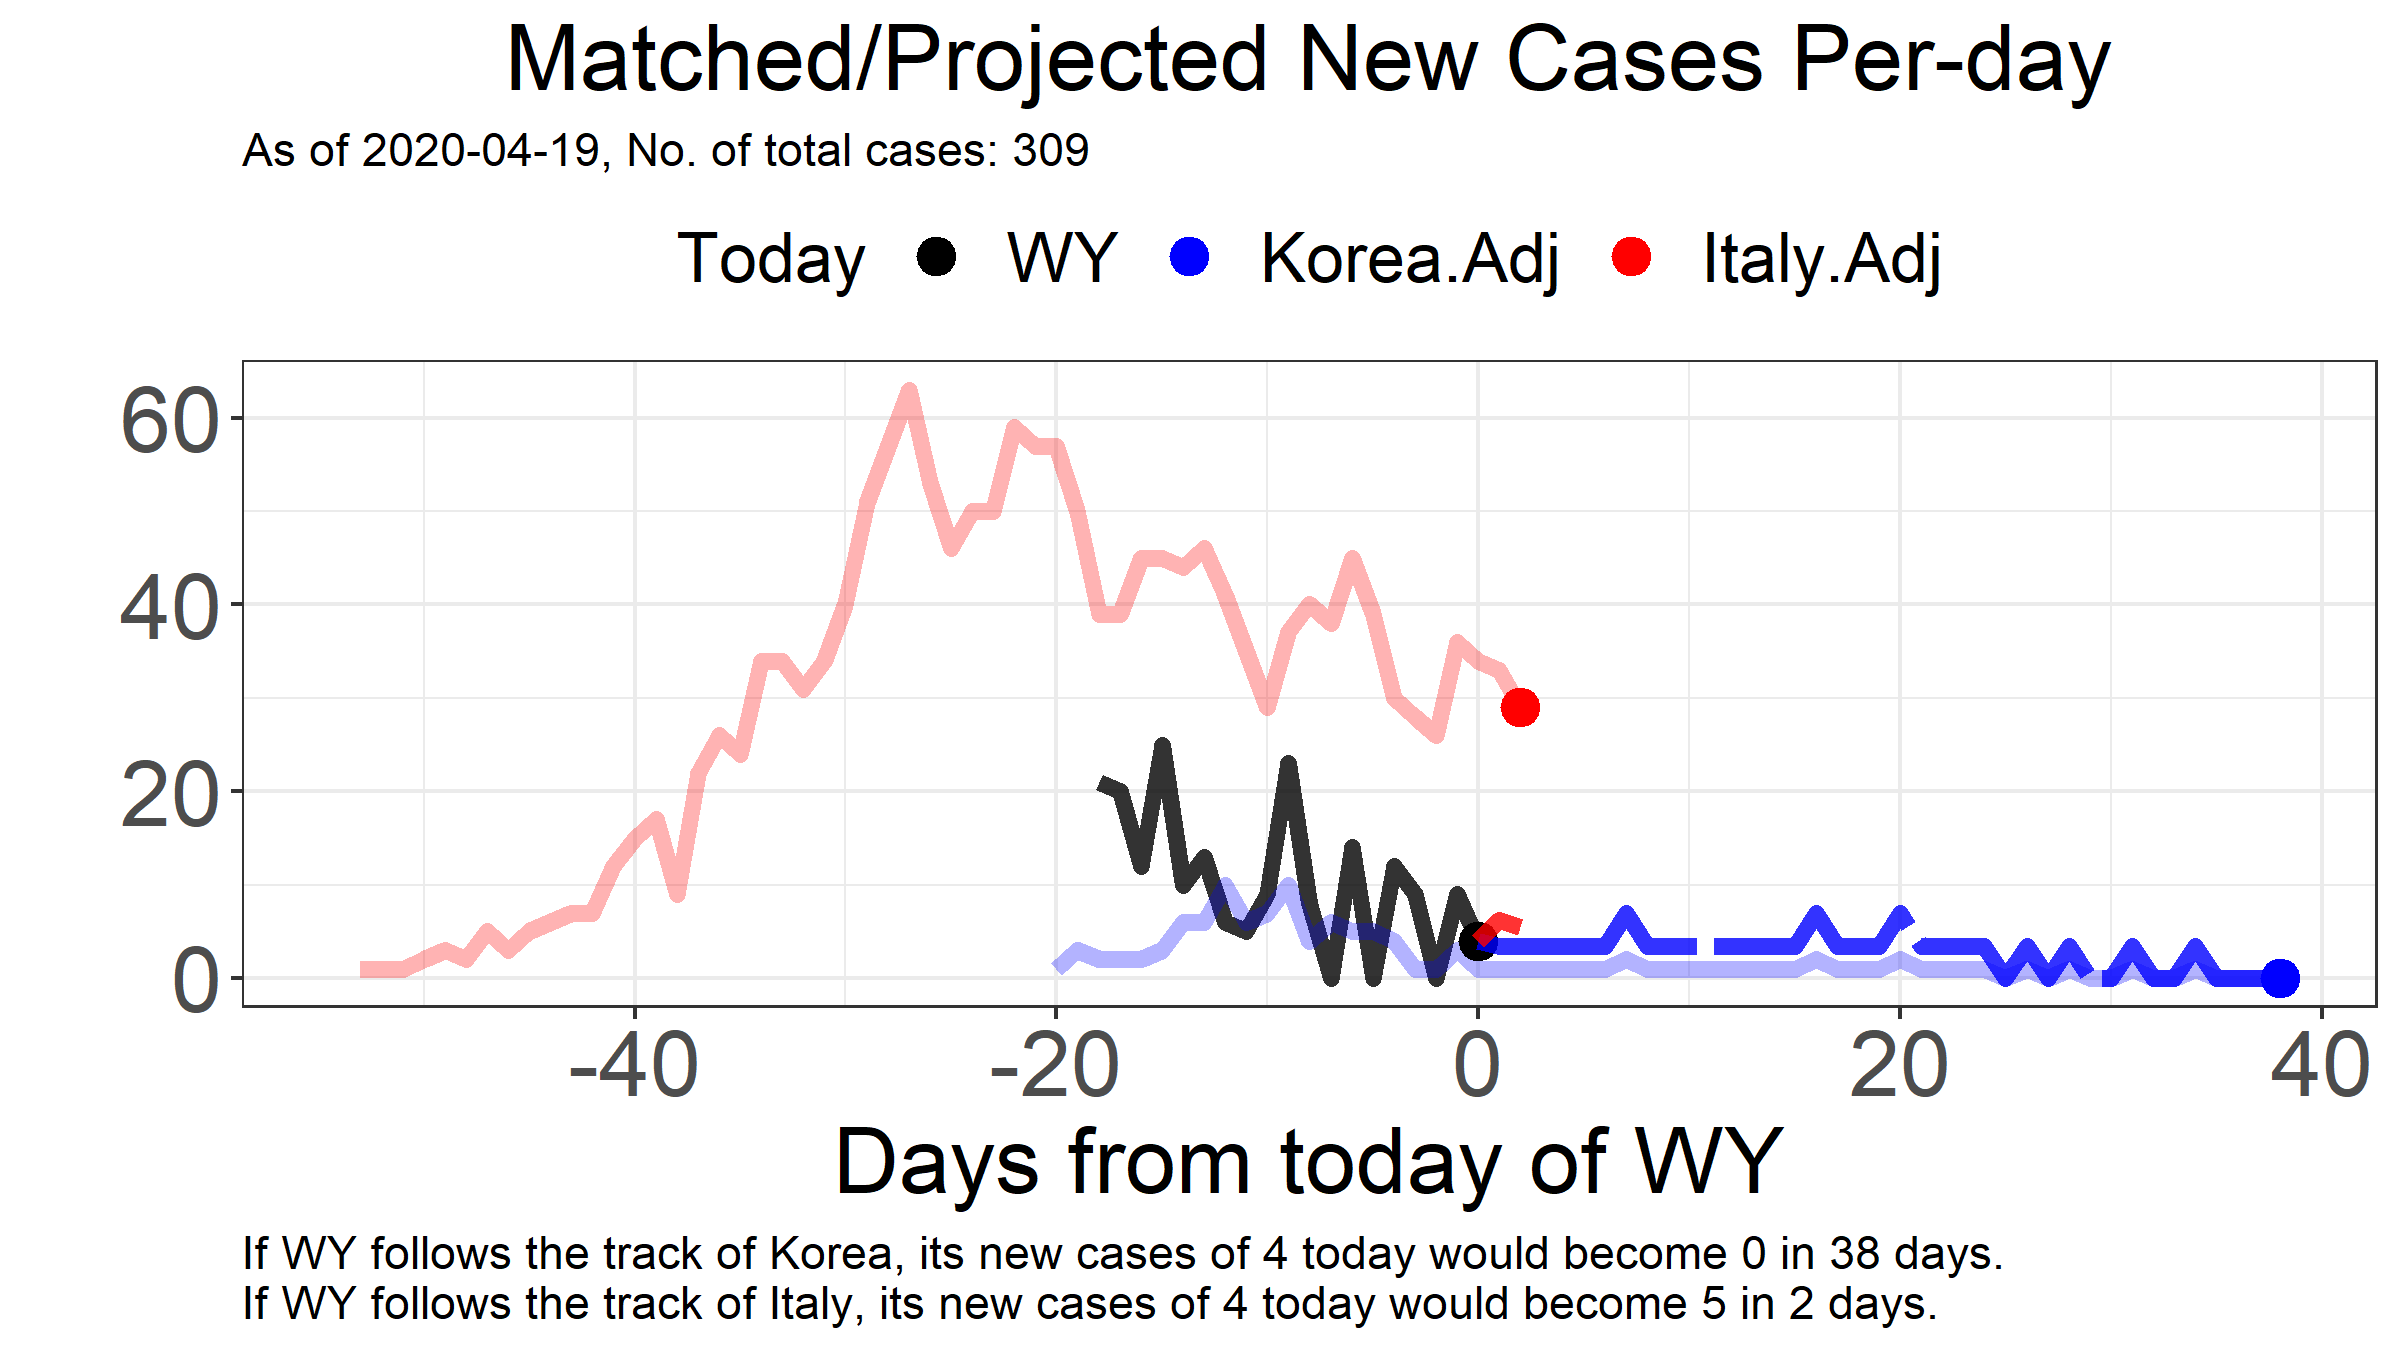 Matched/Projected New Cases Per-day
As of 2020-04-19, No. of total cases: 309
Today WY Korea.Adj Italy.Adj
60
40
20
0
-40 -20 0 20 40
Days from today of WY
If WY follows the track of Korea, its new cases of 4 today would become 0 in 38 days.
If WY follows the track of Italy, its new cases of 4 today would become 5 in 2 days.